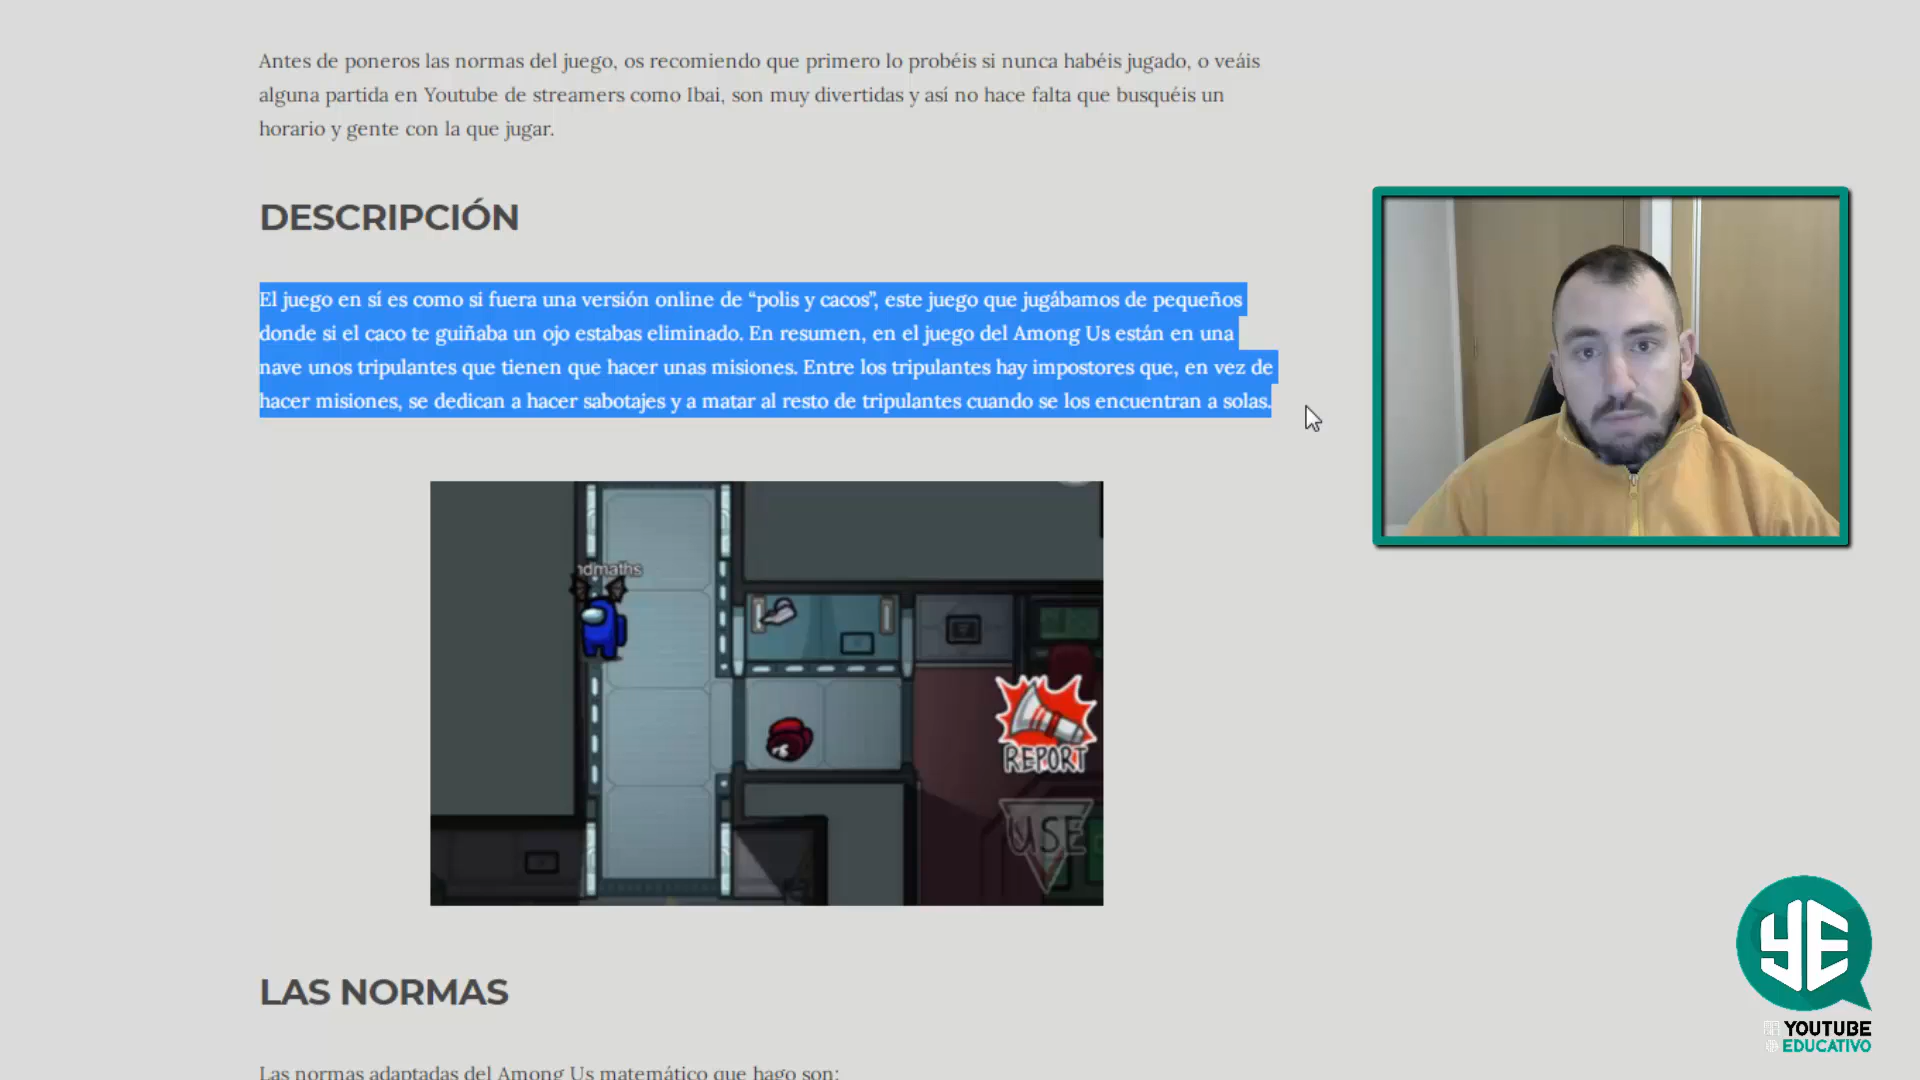 Antes de poneros las normas del juego, os recomiendo que primero lo probéis si nunca habéis jugado, o veáis
alguna partida en Youtube de streamers como Ibai, son muy divertidas y así no hace falta que busquéis un
horario y gente con la que jugar.
DESCRIPCIÓN
El juego en sí es como si fuera una versión online de “polis y cacos”, este juego que jugábamos de pequeños
donde si el caco te guiñaba un ojo estabas eliminado. En resumen, en el juego del Among Us están en una
nave unos tripulantes que tienen que hacer unas misiones. Entre los tripulantes hay impostores que, en vez de
hacer misiones, se dedican a hacer sabotajes y a matar al resto de tripulantes cuando se los encuentran a solas.
ndmaths
REPORT
USE
LAS NORMAS
Las normas adaptadas del Among Us matemático que hago son:
YE
YOUTUBE
EDUCATIVO